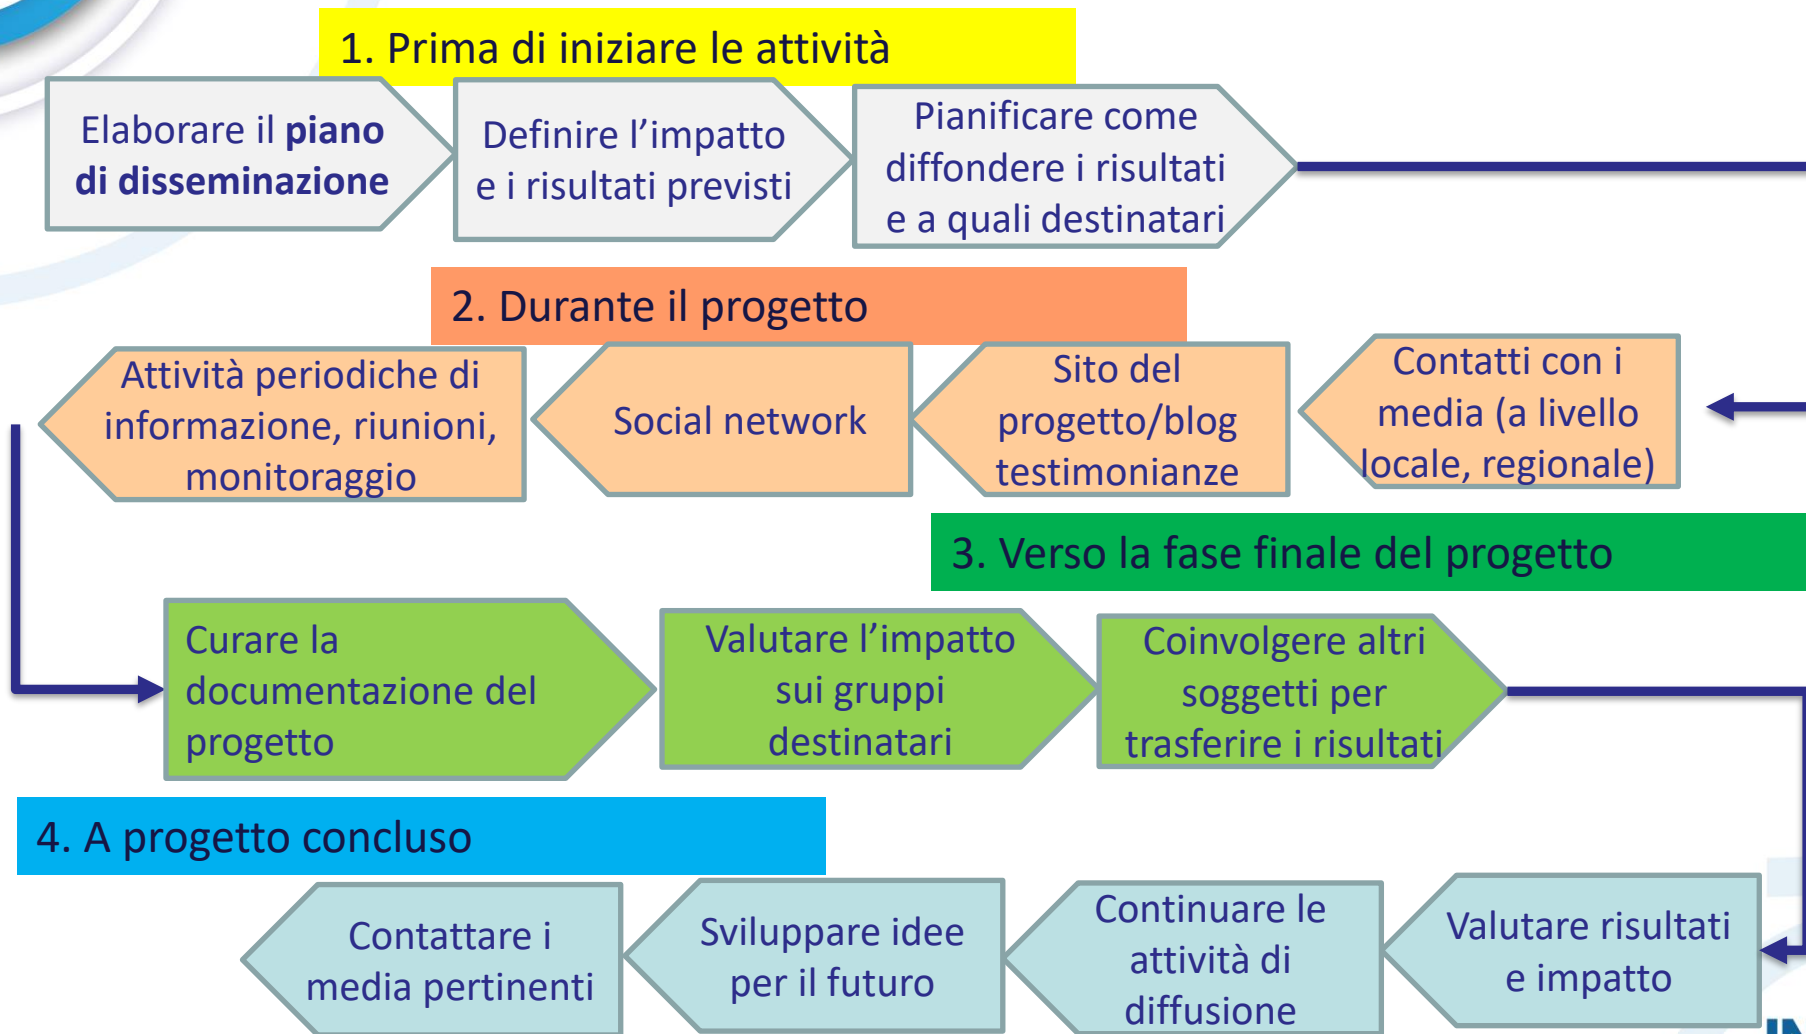 1. Prima di iniziare le attività
Elaborare il piano
di disseminazione
Definire l’impatto
e i risultati previsti
Pianificare come
diffondere i risultati
e a quali destinatari
2. Durante il progetto
Contatti con i
media (a livello
locale, regionale)
Sito del
progetto/blog
testimonianze
Social network
Attività periodiche di
informazione, riunioni,
monitoraggio
3. Verso la fase finale del progetto
Curare la
documentazione del
progetto
Valutare l’impatto
sui gruppi
destinatari
Coinvolgere altri
soggetti per
trasferire i risultati
4. A progetto concluso
Valutare risultati
e impatto
Continuare le
attività di
diffusione
Sviluppare idee
per il futuro
Contattare i
media pertinenti